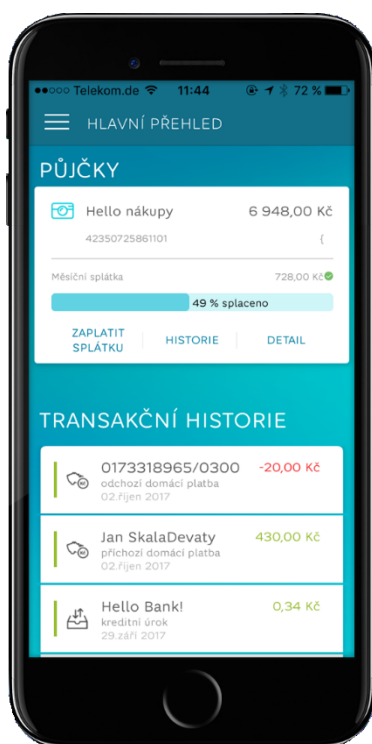 Telekom.de 11:44 72 %
HLAVNÍ PŘEHLED
PŮJČKY
Hello nákupy 6 948,00 Kč
42350725861101 {
Měsíční splátka 728,00 Kč
49 % splaceno
ZAPLATIT
SPLÁTKU HISTORIE DETAIL
TRANSAKČNÍ HISTORIE
0173318965/0300 -20,00 Kč
odchozí domácí platba
02.říjen 2017
Jan SkalaDevaty 430,00 Kč
příchozí domácí platba
02.říjen 2017
Hello Bank! 0,34 Kč
kreditní úrok
29.září 2017